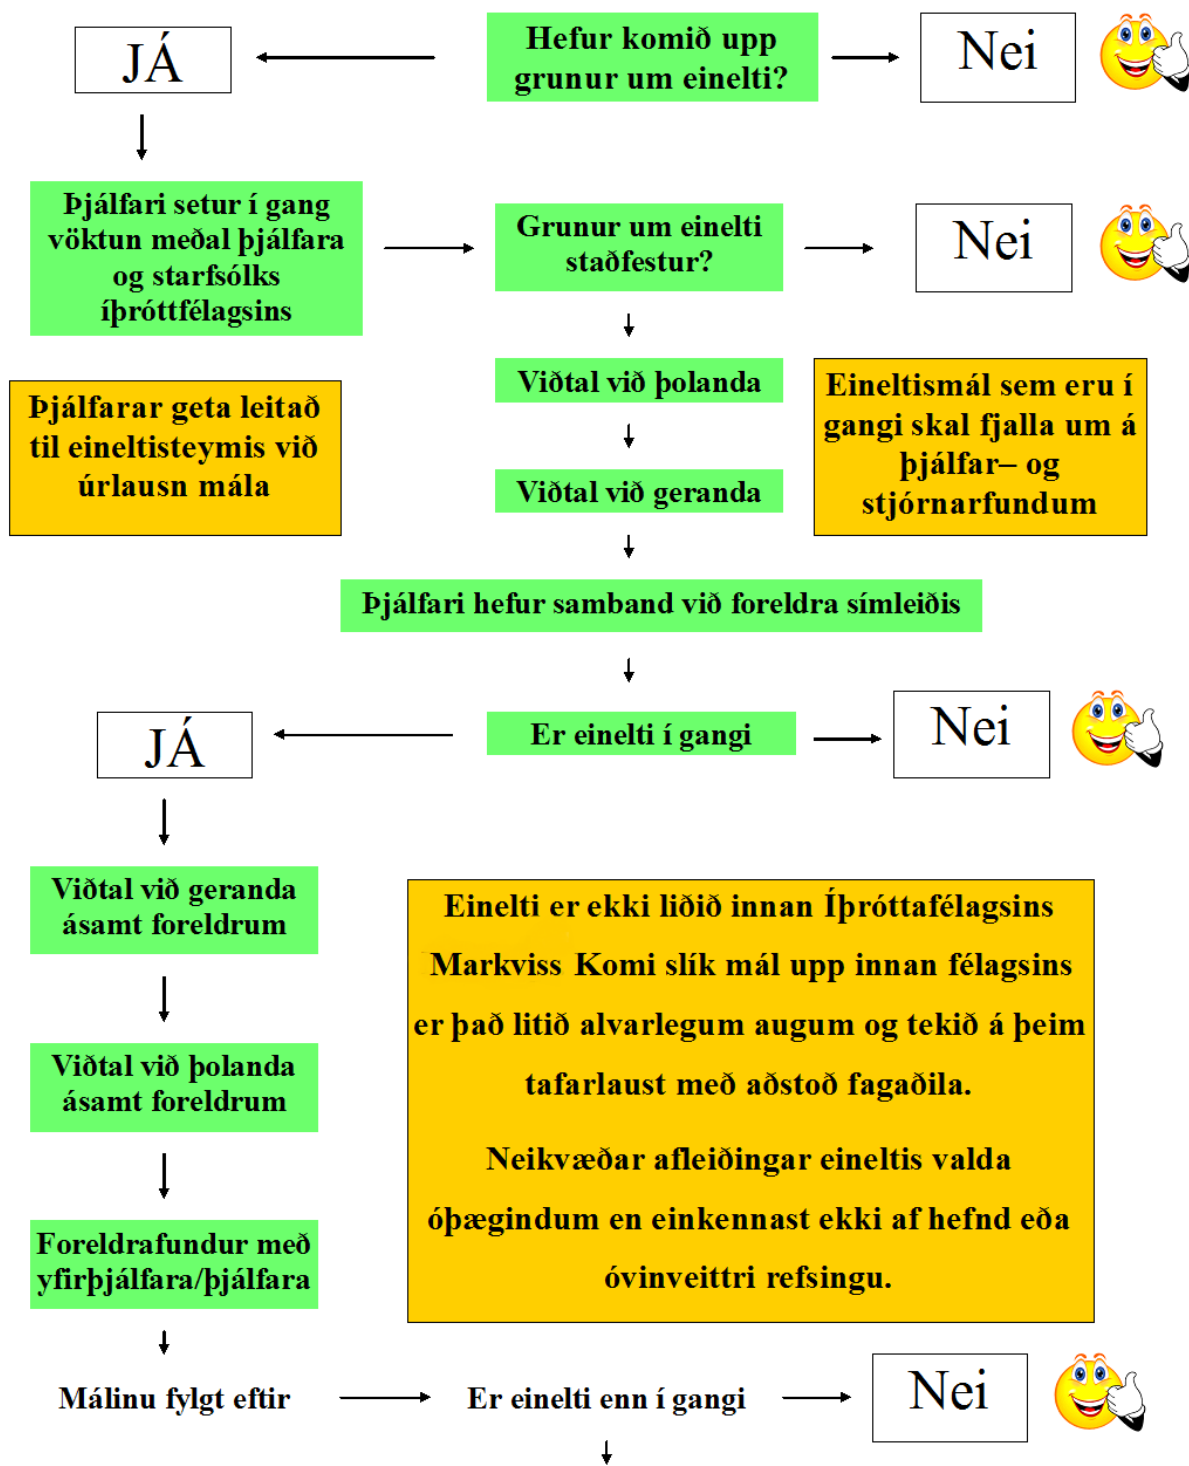 JÁ
Hefur komið upp
grunur um einelti?
Nei
Þjálfari setur í gang
vöktun meðal þjálfara
og starfsólks
íþróttfélagsins
Grunur um einelti
staðfestur?
Nei
Viðtal við þolanda
Þjálfarar geta leitað
til eineltisteymis við
úrlausn mála
Eineltismál sem eru í
gangi skal fjalla um á
þjálfar– og
stjórnarfundum
Viðtal við geranda
Þjálfari hefur samband við foreldra símleiðis
JÁ
Er einelti í gangi
Nei
Viðtal við geranda
ásamt foreldrum
Viðtal við þolanda
ásamt foreldrum
Foreldrafundur með
yfirþjálfara/þjálfara
Einelti er ekki liðið innan Íþróttafélagsins
Markviss Komi slík mál upp innan félagsins
er það litið alvarlegum augum og tekið á þeim
tafarlaust með aðstoð fagaðila.
Neikvæðar afleiðingar eineltis valda
óþægindum en einkennast ekki af hefnd eða
óvinveittri refsingu.
Málinu fylgt eftir
Er einelti enn í gangi
Nei